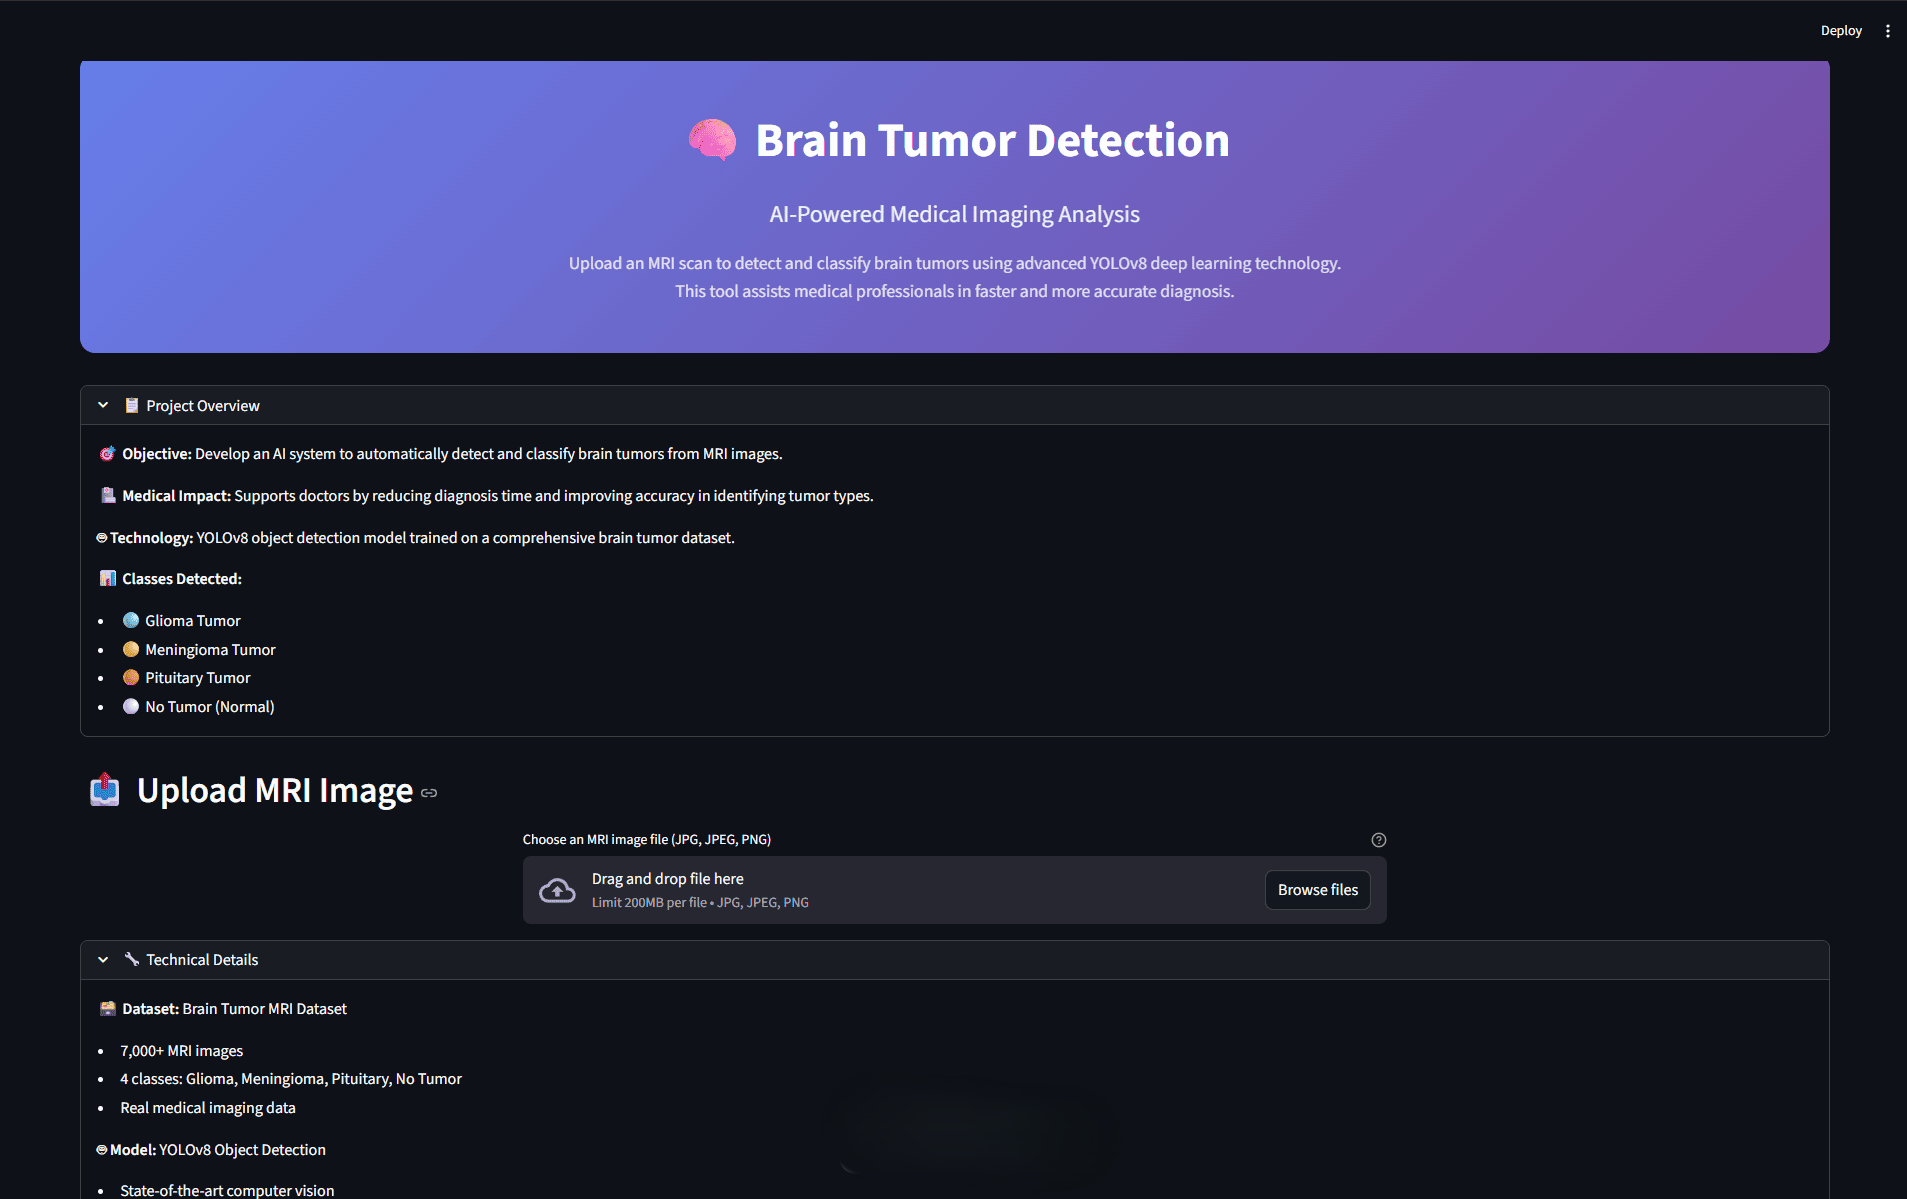 Deploy
Brain Tumor Detection
AI-Powered Medical Imaging Analysis
Upload an MRI scan to detect and classify brain tumors using advanced YOLOv8 deep learning technology.
This tool assists medical professionals in faster and more accurate diagnosis.
Project Overview
Objective: Develop an AI system to automatically detect and classify brain tumors from MRI images.
Medical Impact: Supports doctors by reducing diagnosis time and improving accuracy in identifying tumor types.
Technology: YOLOv8 object detection model trained on a comprehensive brain tumor dataset.
Classes Detected:
• Glioma Tumor
• Meningioma Tumor
• Pituitary Tumor
• No Tumor (Normal)
Upload MRI Image
Choose an MRI image file (JPG, JPEG, PNG)
Drag and drop file here
Limit 200MB per file • JPG, JPEG, PNG
Browse files
Technical Details
Dataset: Brain Tumor MRI Dataset
• 7,000+ MRI images
• 4 classes: Glioma, Meningioma, Pituitary, No Tumor
• Real medical imaging data
Model: YOLOv8 Object Detection
• State-of-the-art computer vision